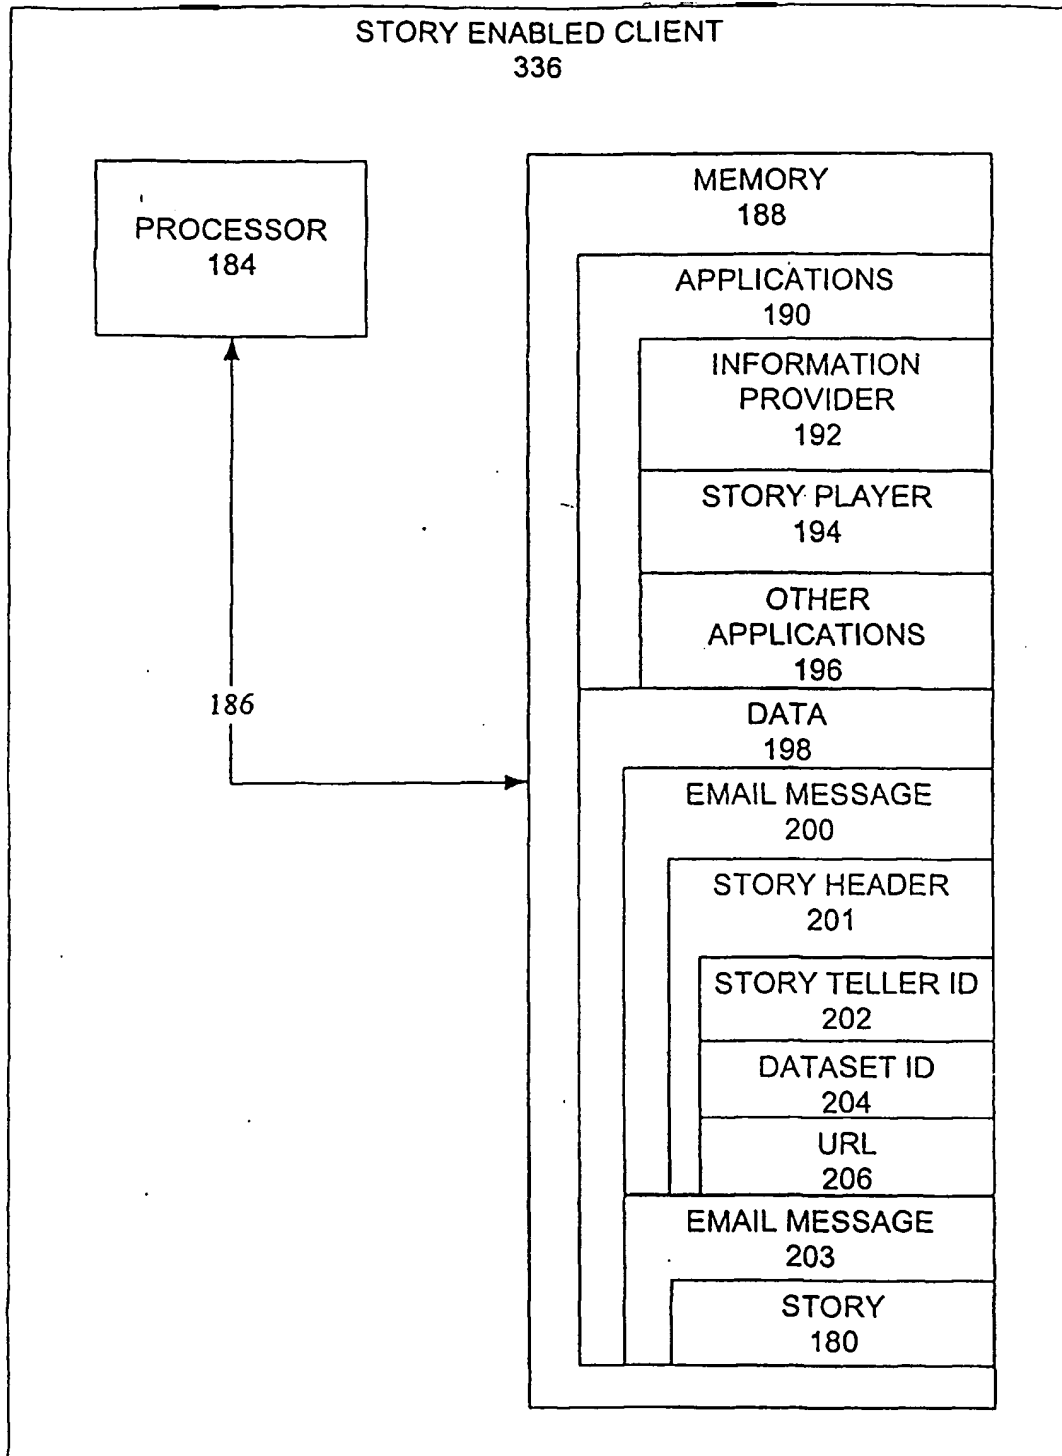 STORY ENABLED CLIENT
336
PROCESSOR
184
186
MEMORY
188
APPLICATIONS
190
INFORMATION
PROVIDER
192
STORY PLAYER
194
OTHER
APPLICATIONS
196
DATA
198
EMAIL MESSAGE
200
STORY HEADER
201
STORY TELLER ID
202
DATASET ID
204
URL
206
EMAIL MESSAGE
203
STORY
180